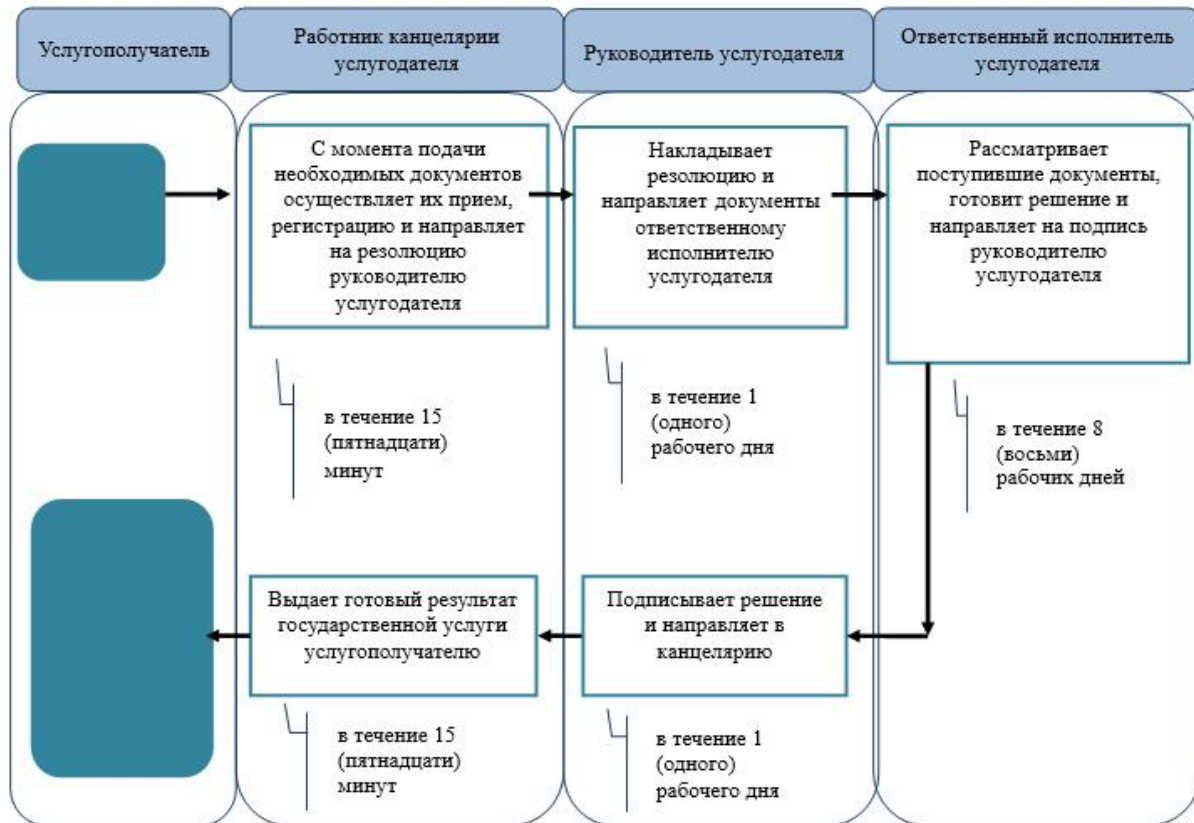 Услугополучатель
Работник канцелярии
услугодателя
Руководитель услугодателя
Ответственный исполнитель
услугодателя
С момента подачи
необходимых документов
осуществляет их прием,
регистрацию и направляет
на резолюцию
руководителю
услугодателя
Накладывает
резолюцию и
направляет документы
ответственному
исполнителю
услугодателя
Рассматривает
поступившие документы,
готовит решение и
направляет на подпись
руководителю
услугодателя
в течение 15
(пятнадцати)
минут
в течение 1
(одного)
рабочего дня
в течение 8
(восьми)
рабочих дней
Выдает готовый результат
государственной услуги
услугополучателю
Подписывает решение
и направляет в
канцелярию
в течение 15
(пятнадцати)
минут
в течение 1
(одного)
рабочего дня